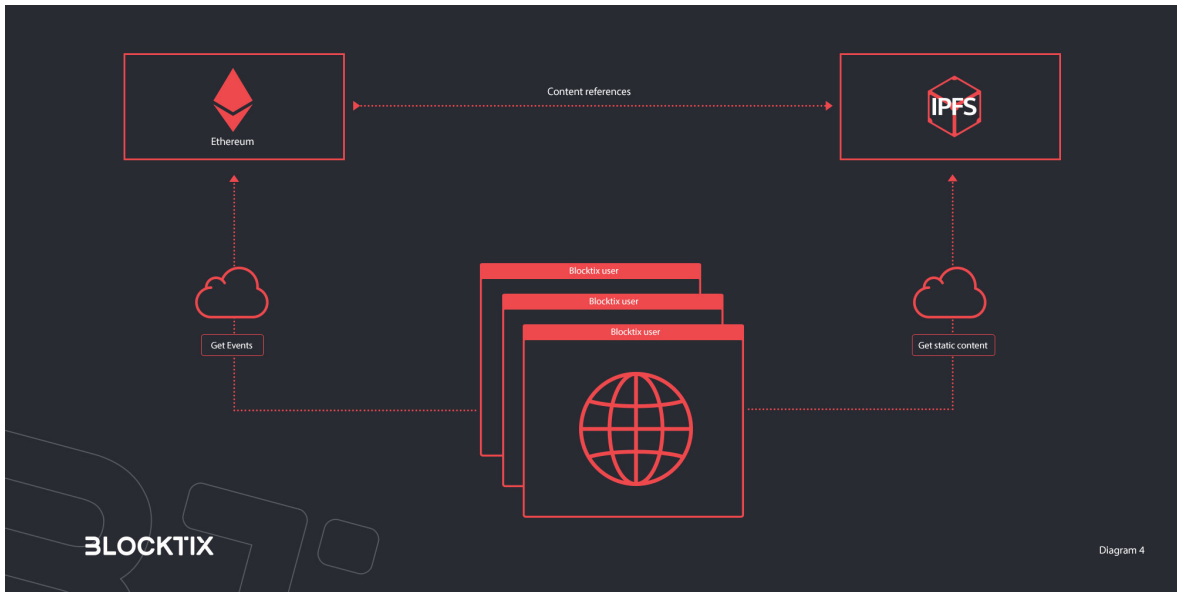 Content references
IPFS
Ethereum
Blocktix user
Blocktix user
Blocktix user
Get Events
Get static content
BLOCKTIX
Diagram 4